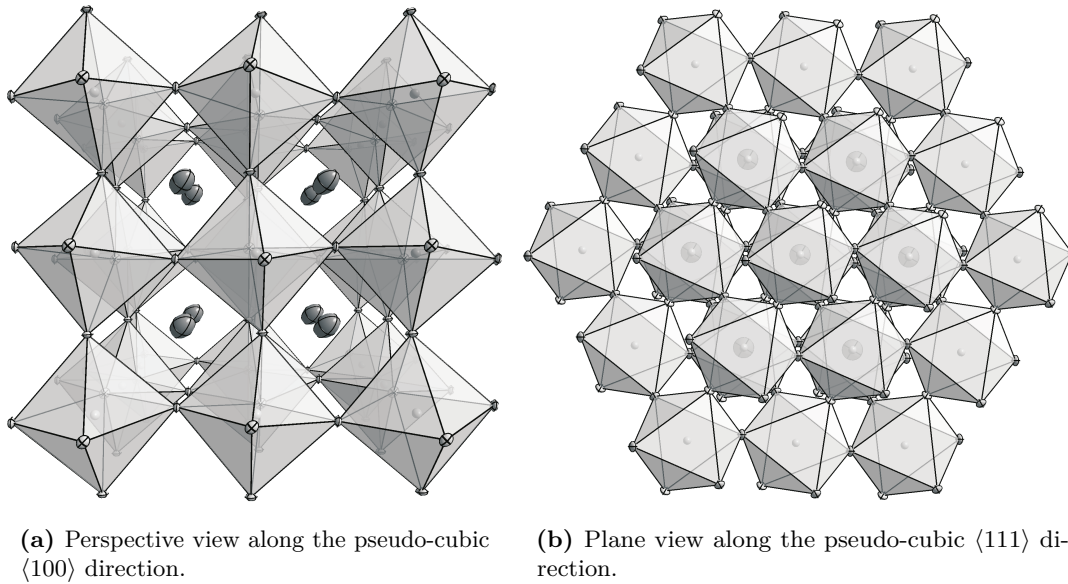 (a) Perspective view along the pseudo-cubic
⟨100⟩ direction.
(b) Plane view along the pseudo-cubic ⟨111⟩ di-
rection.